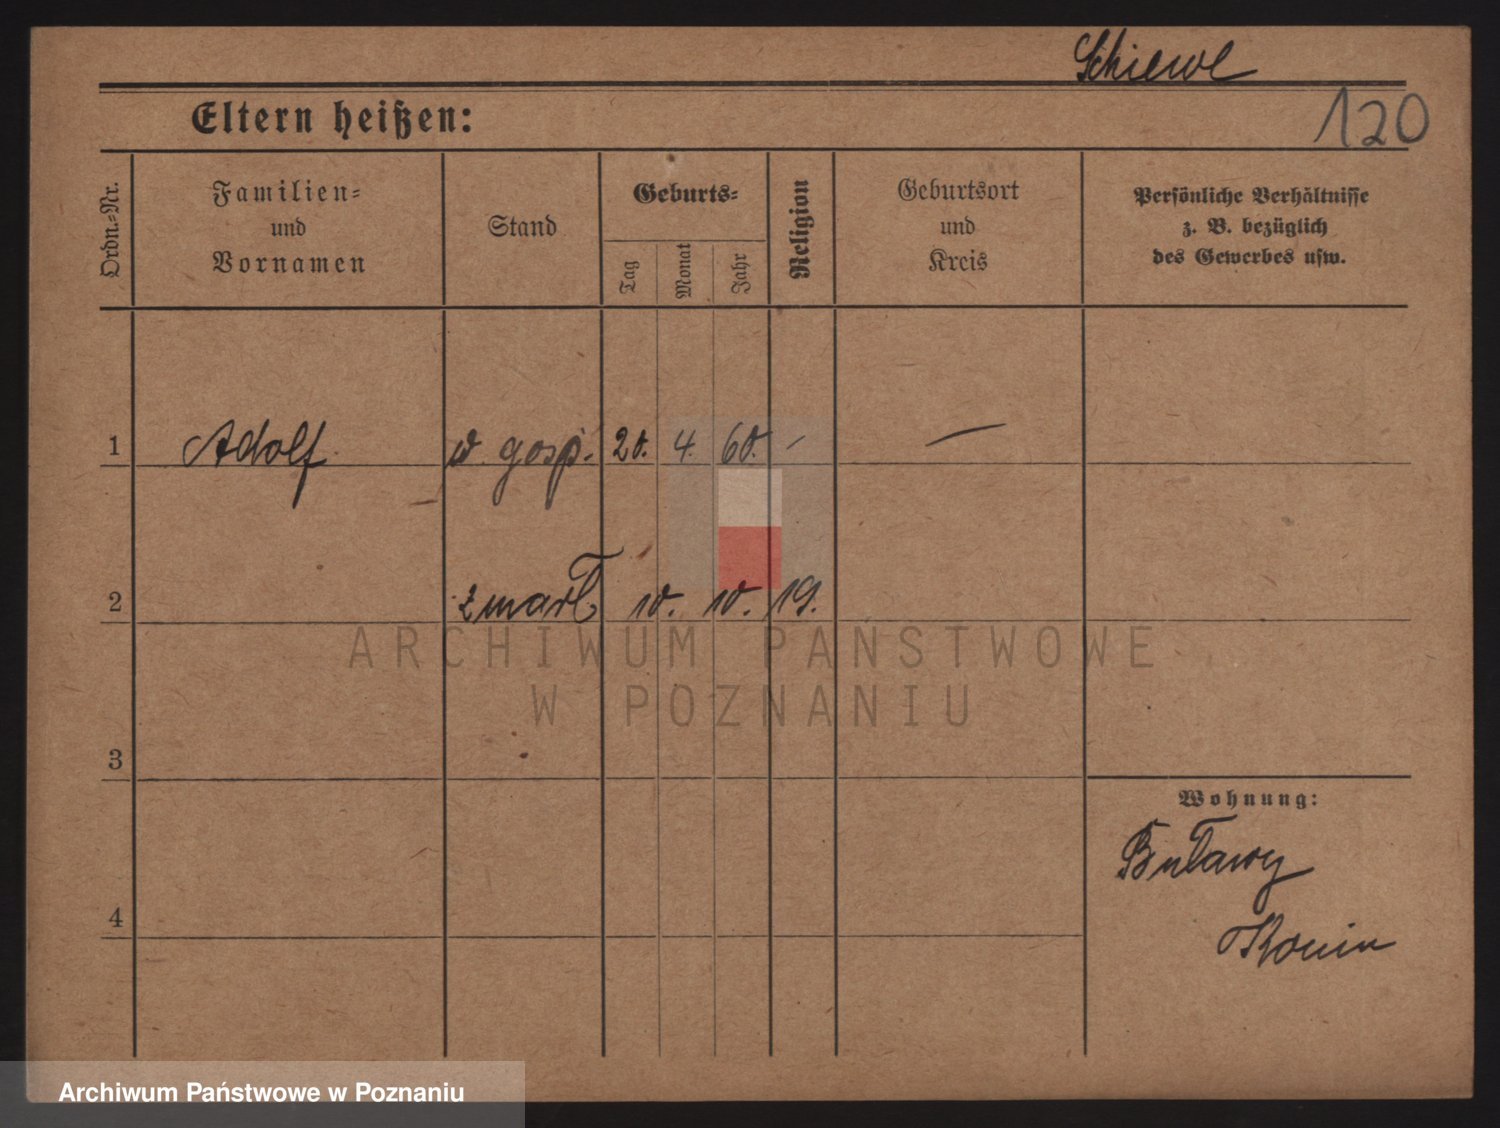 Schiewe
120
Eltern heißen:
Ordn.-Nr.
Familien- und Vornamen
Stand
Geburts-
Tag
Monat
Jahr
Religion
Geburtsort und Kreis
Persönliche Verhältnisse
z. B. bezüglich
des Gewerbes usw.
1 Adolf w. gosp. 20. 4. 60. - —
2 zmarł 10. 10. 19.
3
Wohnung:
Buławy
4
Konin
ARCHIWUM PAŃSTWOWE
W POZNANIU
Archiwum Państwowe w Poznaniu